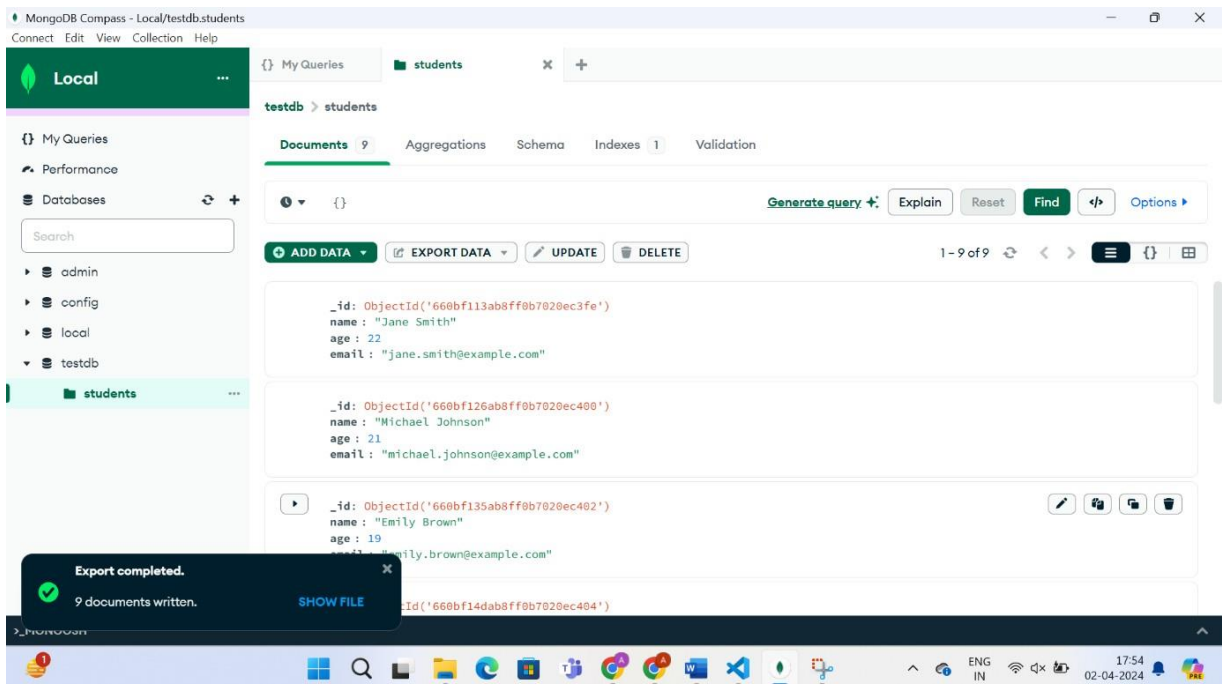 MongoDB Compass - Local/testdb.students
Connect Edit View Collection Help
Local
...
{} My Queries
Performance
Databases
Search
admin
config
local
testdb
students
...
{} My Queries
students
testdb > students
Documents 9 Aggregations Schema Indexes 1 Validation
{} Generate query Explain Reset Find </> Options
ADD DATA EXPORT DATA UPDATE DELETE 1 – 9 of 9 {}
_id: ObjectId('660bf113ab8ff0b7020ec3fe')
name : "Jane Smith"
age : 22
email : "jane.smith@example.com"
_id: ObjectId('660bf126ab8ff0b7020ec400')
name : "Michael Johnson"
age : 21
email : "michael.johnson@example.com"
_id: ObjectId('660bf135ab8ff0b7020ec402')
name : "Emily Brown"
age : 19
email : "emily.brown@example.com"
tId('660bf14dab8ff0b7020ec404')
Export completed.
9 documents written. SHOW FILE
>_MONGOSH
1
ENG
IN
17:54
02-04-2024
PRE